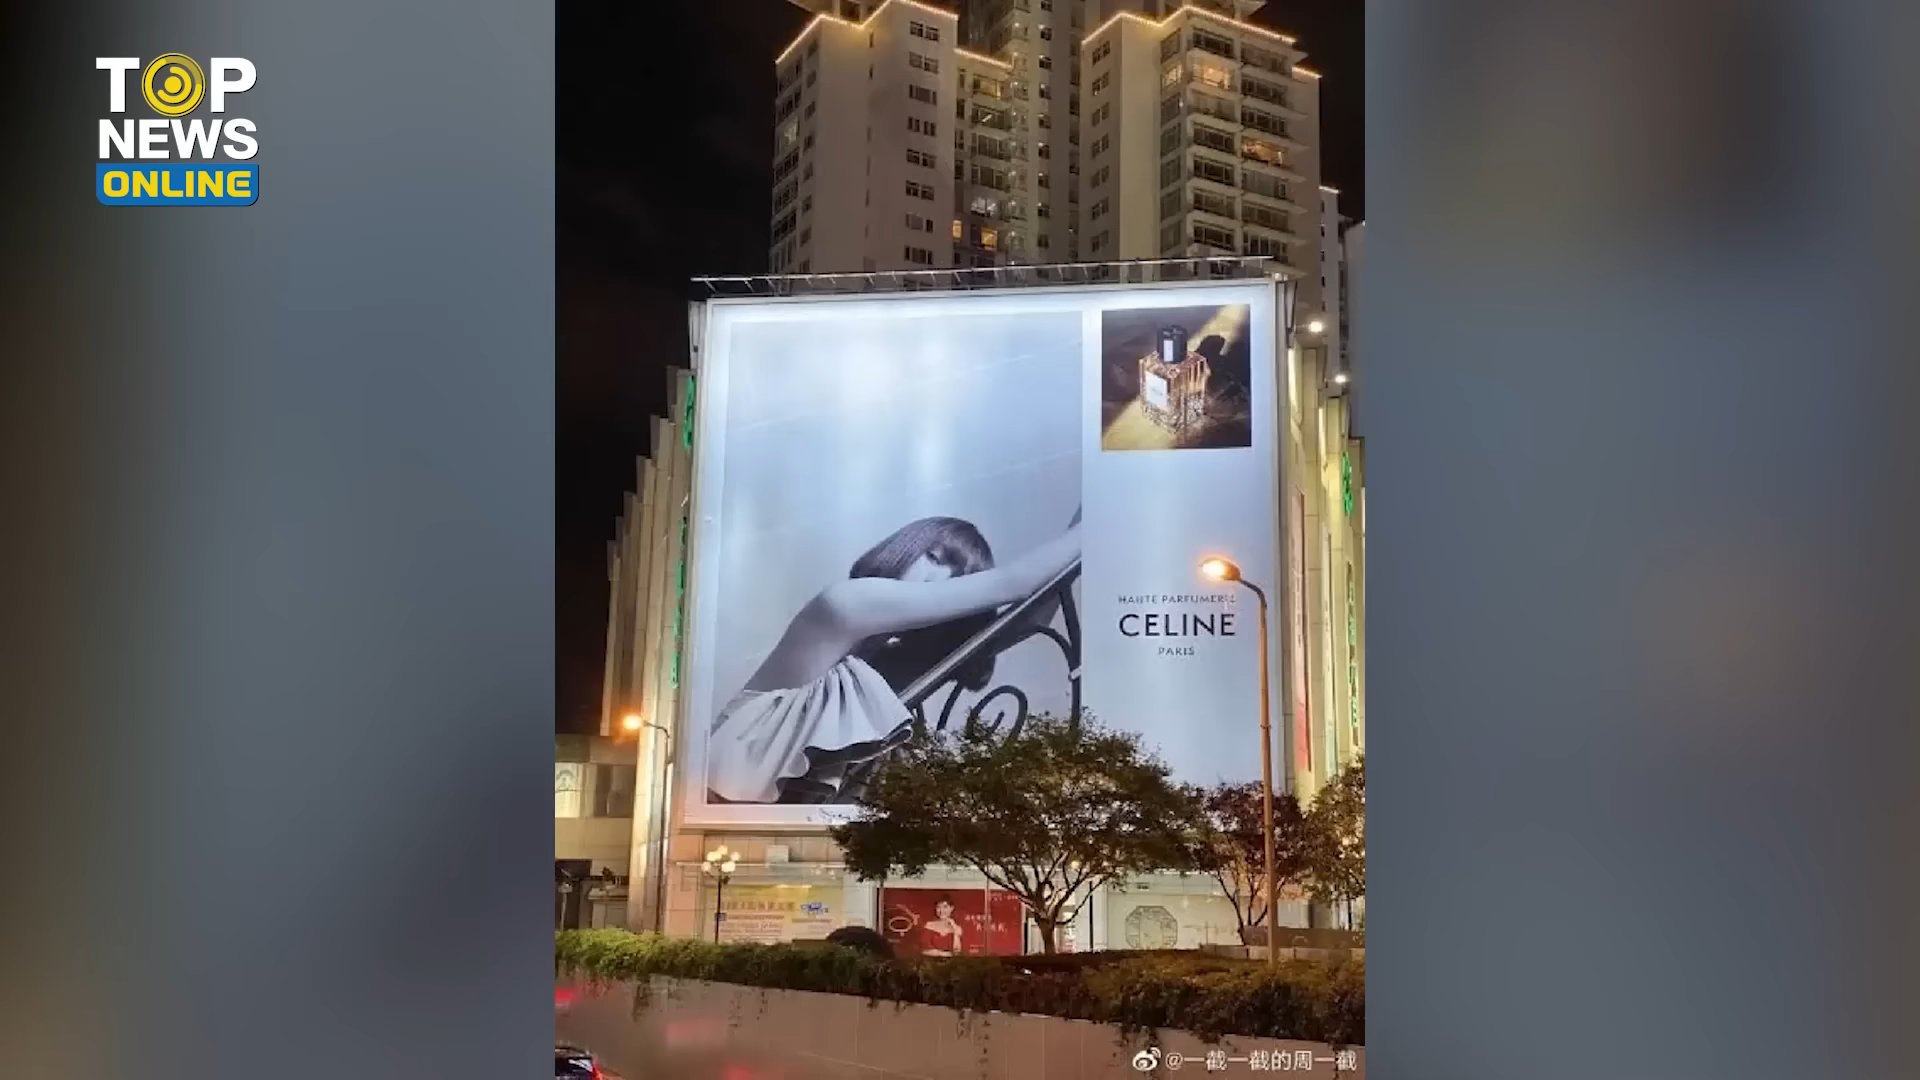 TOP
NEWS
ONLINE
HAUTE PARFUMERIE
CELINE
PARIS
@一截一截的周一截